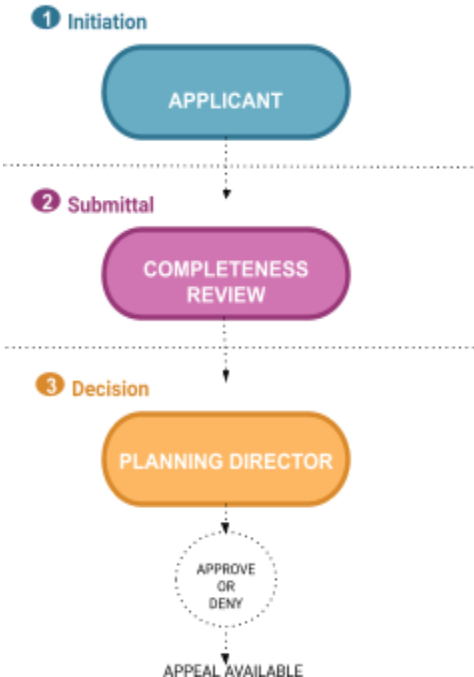 1 Initiation
APPLICANT
2 Submittal
COMPLETENESS
REVIEW
3 Decision
PLANNING DIRECTOR
APPROVE
OR
DENY
APPEAL AVAILABLE